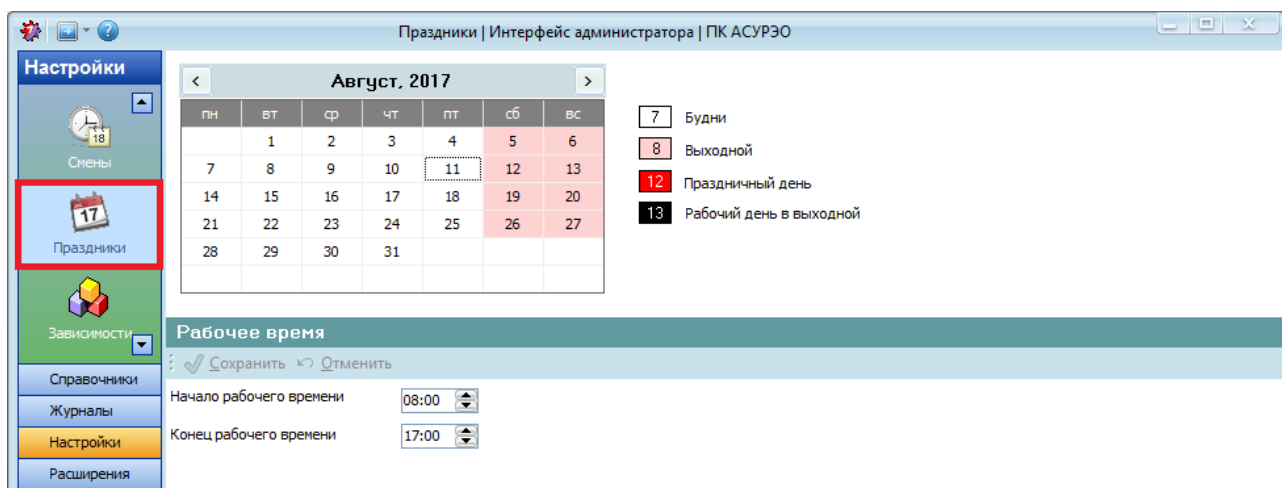 Праздники | Интерфейс администратора | ПК АСУРЭО
Настройки
18
Смены
17
Праздники
Зависимости
Справочники
Журналы
Настройки
Расширения
Август, 2017
пн вт ср чт пт сб вс
1 2 3 4 5 6
7 8 9 10 11 12 13
14 15 16 17 18 19 20
21 22 23 24 25 26 27
28 29 30 31
7 Будни
8 Выходной
12 Праздничный день
13 Рабочий день в выходной
Рабочее время
Сохранить Отменить
Начало рабочего времени 08:00
Конец рабочего времени 17:00